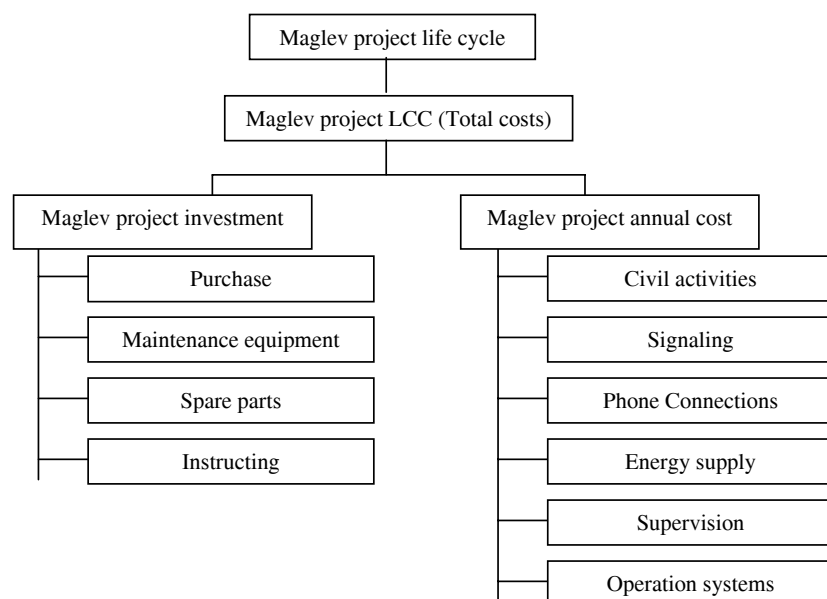 Maglev project life cycle
Maglev project LCC (Total costs)
Maglev project investment
Purchase
Maintenance equipment
Spare parts
Instructing
Maglev project annual cost
Civil activities
Signaling
Phone Connections
Energy supply
Supervision
Operation systems